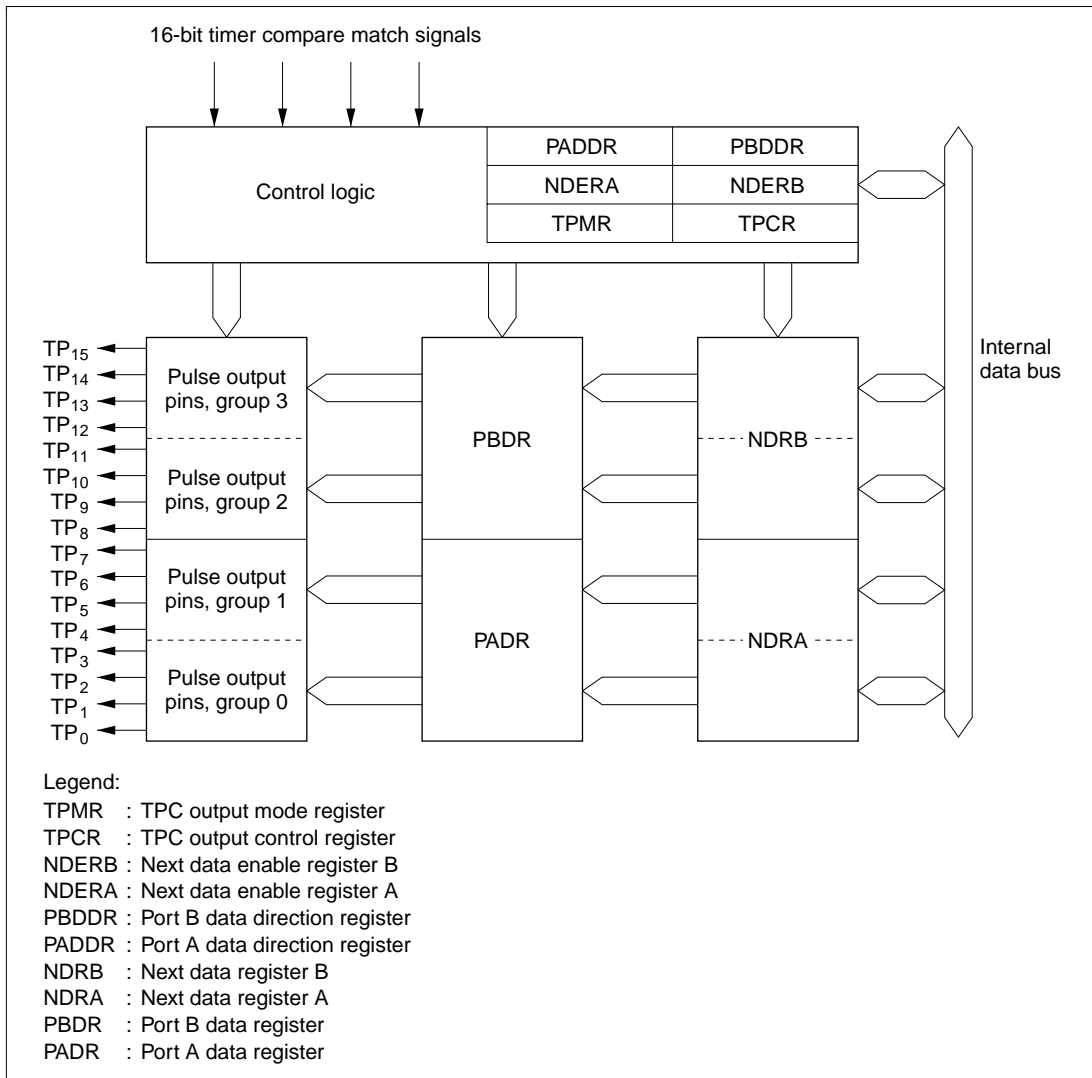 16-bit timer compare match signals
PADDR PBDDR
Control logic NDERA NDERB
TPMR TPCR
Internal
data bus
TP15
TP14
TP13
TP12
TP11
TP10
TP9
TP8
TP7
TP6
TP5
TP4
TP3
TP2
TP1
TP0
Pulse output
pins, group 3
Pulse output
pins, group 2
Pulse output
pins, group 1
Pulse output
pins, group 0
PBDR
PADR
NDRB
NDRA
Legend:
TPMR : TPC output mode register
TPCR : TPC output control register
NDERB : Next data enable register B
NDERA : Next data enable register A
PBDDR : Port B data direction register
PADDR : Port A data direction register
NDRB : Next data register B
NDRA : Next data register A
PBDR : Port B data register
PADR : Port A data register